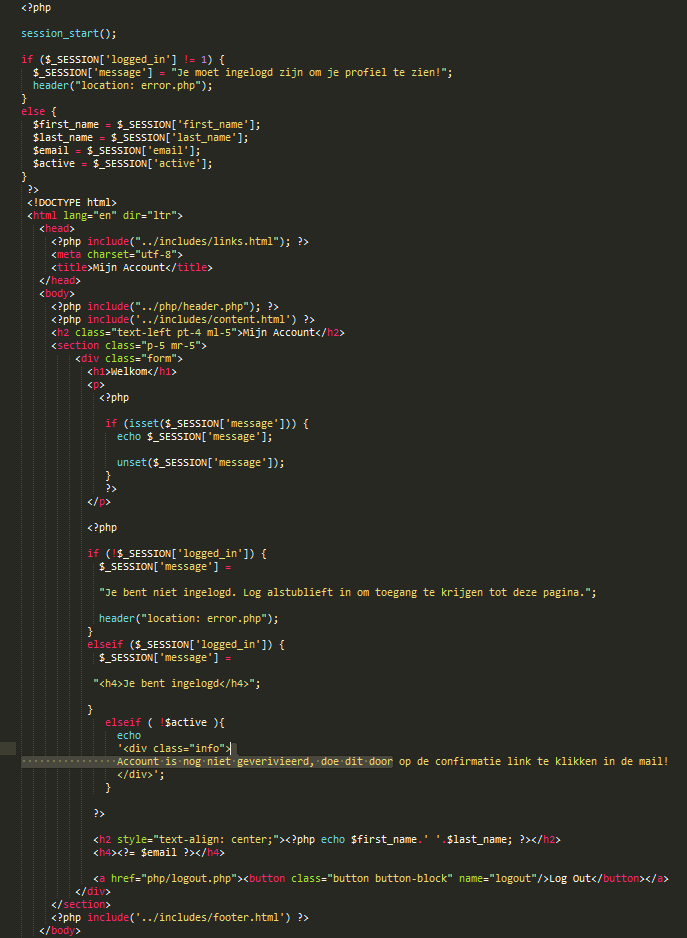 <?php
session_start();
if ($_SESSION['logged_in'] != 1) {
$_SESSION['message'] = "Je moet ingelogd zijn om je profiel te zien!";
header("location: error.php");
}
else {
$first_name = $_SESSION['first_name'];
$last_name = $_SESSION['last_name'];
$email = $_SESSION['email'];
$active = $_SESSION['active'];
}
?>
<!DOCTYPE html>
<html lang="en" dir="ltr">
<head>
<?php include("../includes/links.html"); ?>
<meta charset="utf-8">
<title>Mijn Account</title>
</head>
<body>
<?php include("../php/header.php"); ?>
<?php include('../includes/content.html') ?>
<h2 class="text-left pt-4 ml-5">Mijn Account</h2>
<section class="p-5 mr-5">
<div class="form">
<h1>Welkom</h1>
<p>
<?php
if (isset($_SESSION['message'])) {
echo $_SESSION['message'];
unset($_SESSION['message']);
}
?>
</p>
<?php
if (!$_SESSION['logged_in']) {
$_SESSION['message'] =
"Je bent niet ingelogd. Log alstublieft in om toegang te krijgen tot deze pagina.";
header("location: error.php");
}
elseif ($_SESSION['logged_in']) {
$_SESSION['message'] =
"<h4>Je bent ingelogd</h4>";
}
elseif ( !$active ){
echo
'<div class="info">
Account is nog niet geverivieerd, doe dit door op de confirmatie link te klikken in de mail!
</div>';
}
?>
<h2 style="text-align: center;"><?php echo $first_name.' '.$last_name; ?></h2>
<h4><?= $email ?></h4>
<a href="php/logout.php"><button class="button button-block" name="logout"/>Log Out</button></a>
</div>
</section>
<?php include('../includes/footer.html') ?>
</body>